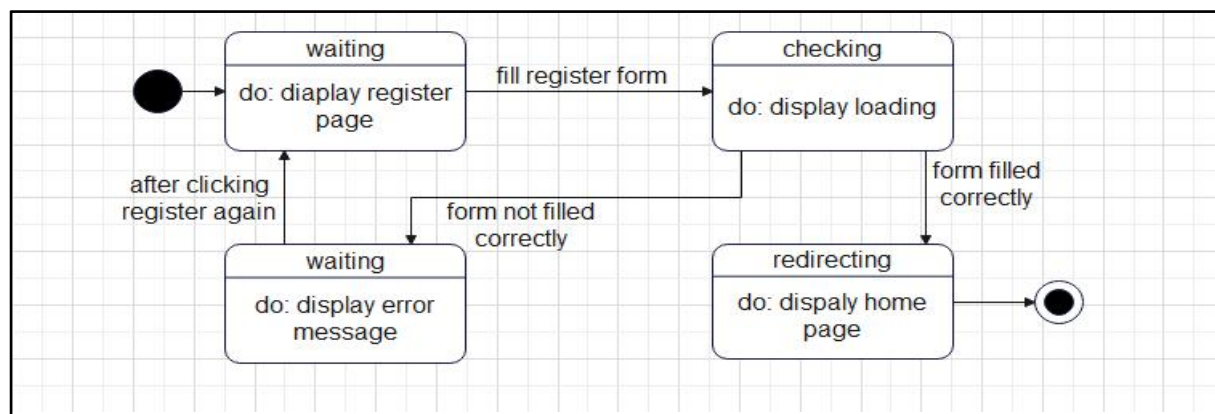 waiting
do: diaplay register
page
fill register form
checking
do: display loading
after clicking
register again
form not filled
correctly
form filled
correctly
waiting
do: display error
message
redirecting
do: dispaly home
page